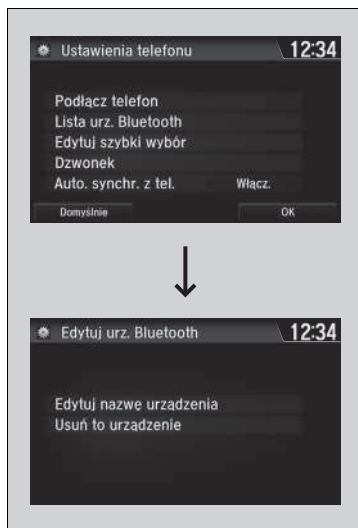 Ustawienia telefonu 12:34
Podłącz telefon
Lista urz. Bluetooth
Edytuj szybki wybór
Dzwonek
Auto. synchr. z tel. Włącz.
Domyślnie OK
Edytuj urz. Bluetooth 12:34
Edytuj nazwę urządzenia
Usuń to urządzenie